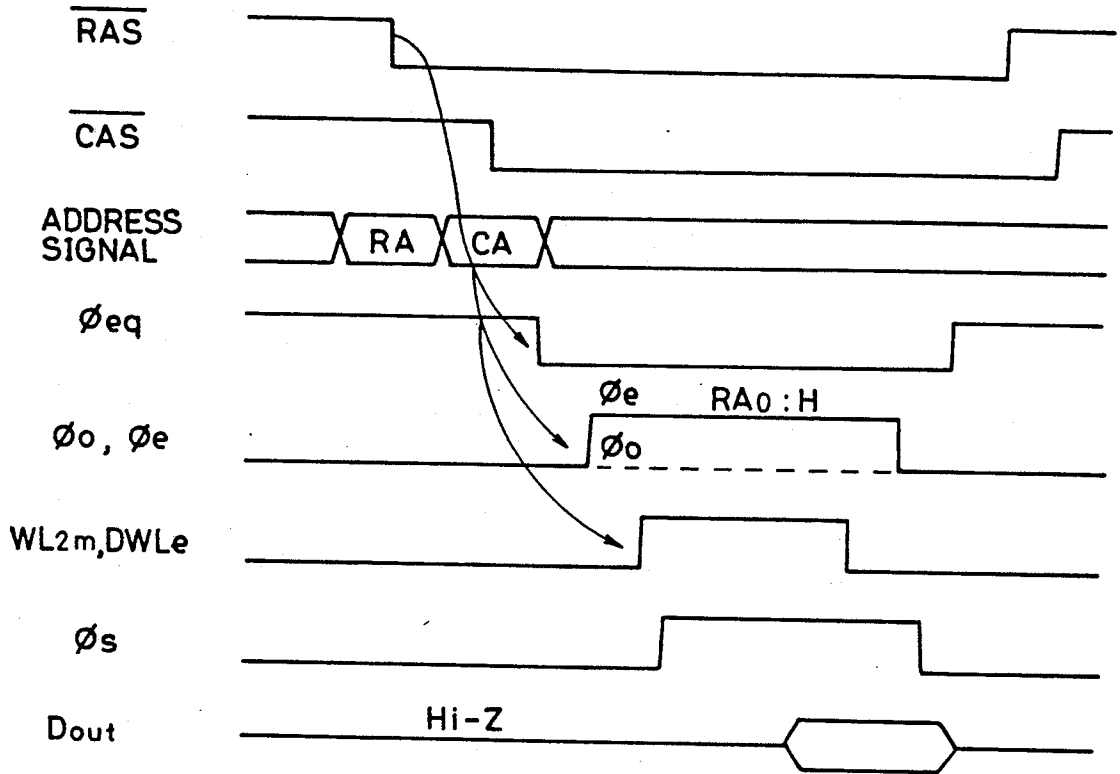 RAS
CAS
ADDRESS
SIGNAL
RA
CA
Øeq
Øe
RA0 : H
Øo, Øe
Øo
WL2m,DWLe
Øs
Hi-Z
Dout